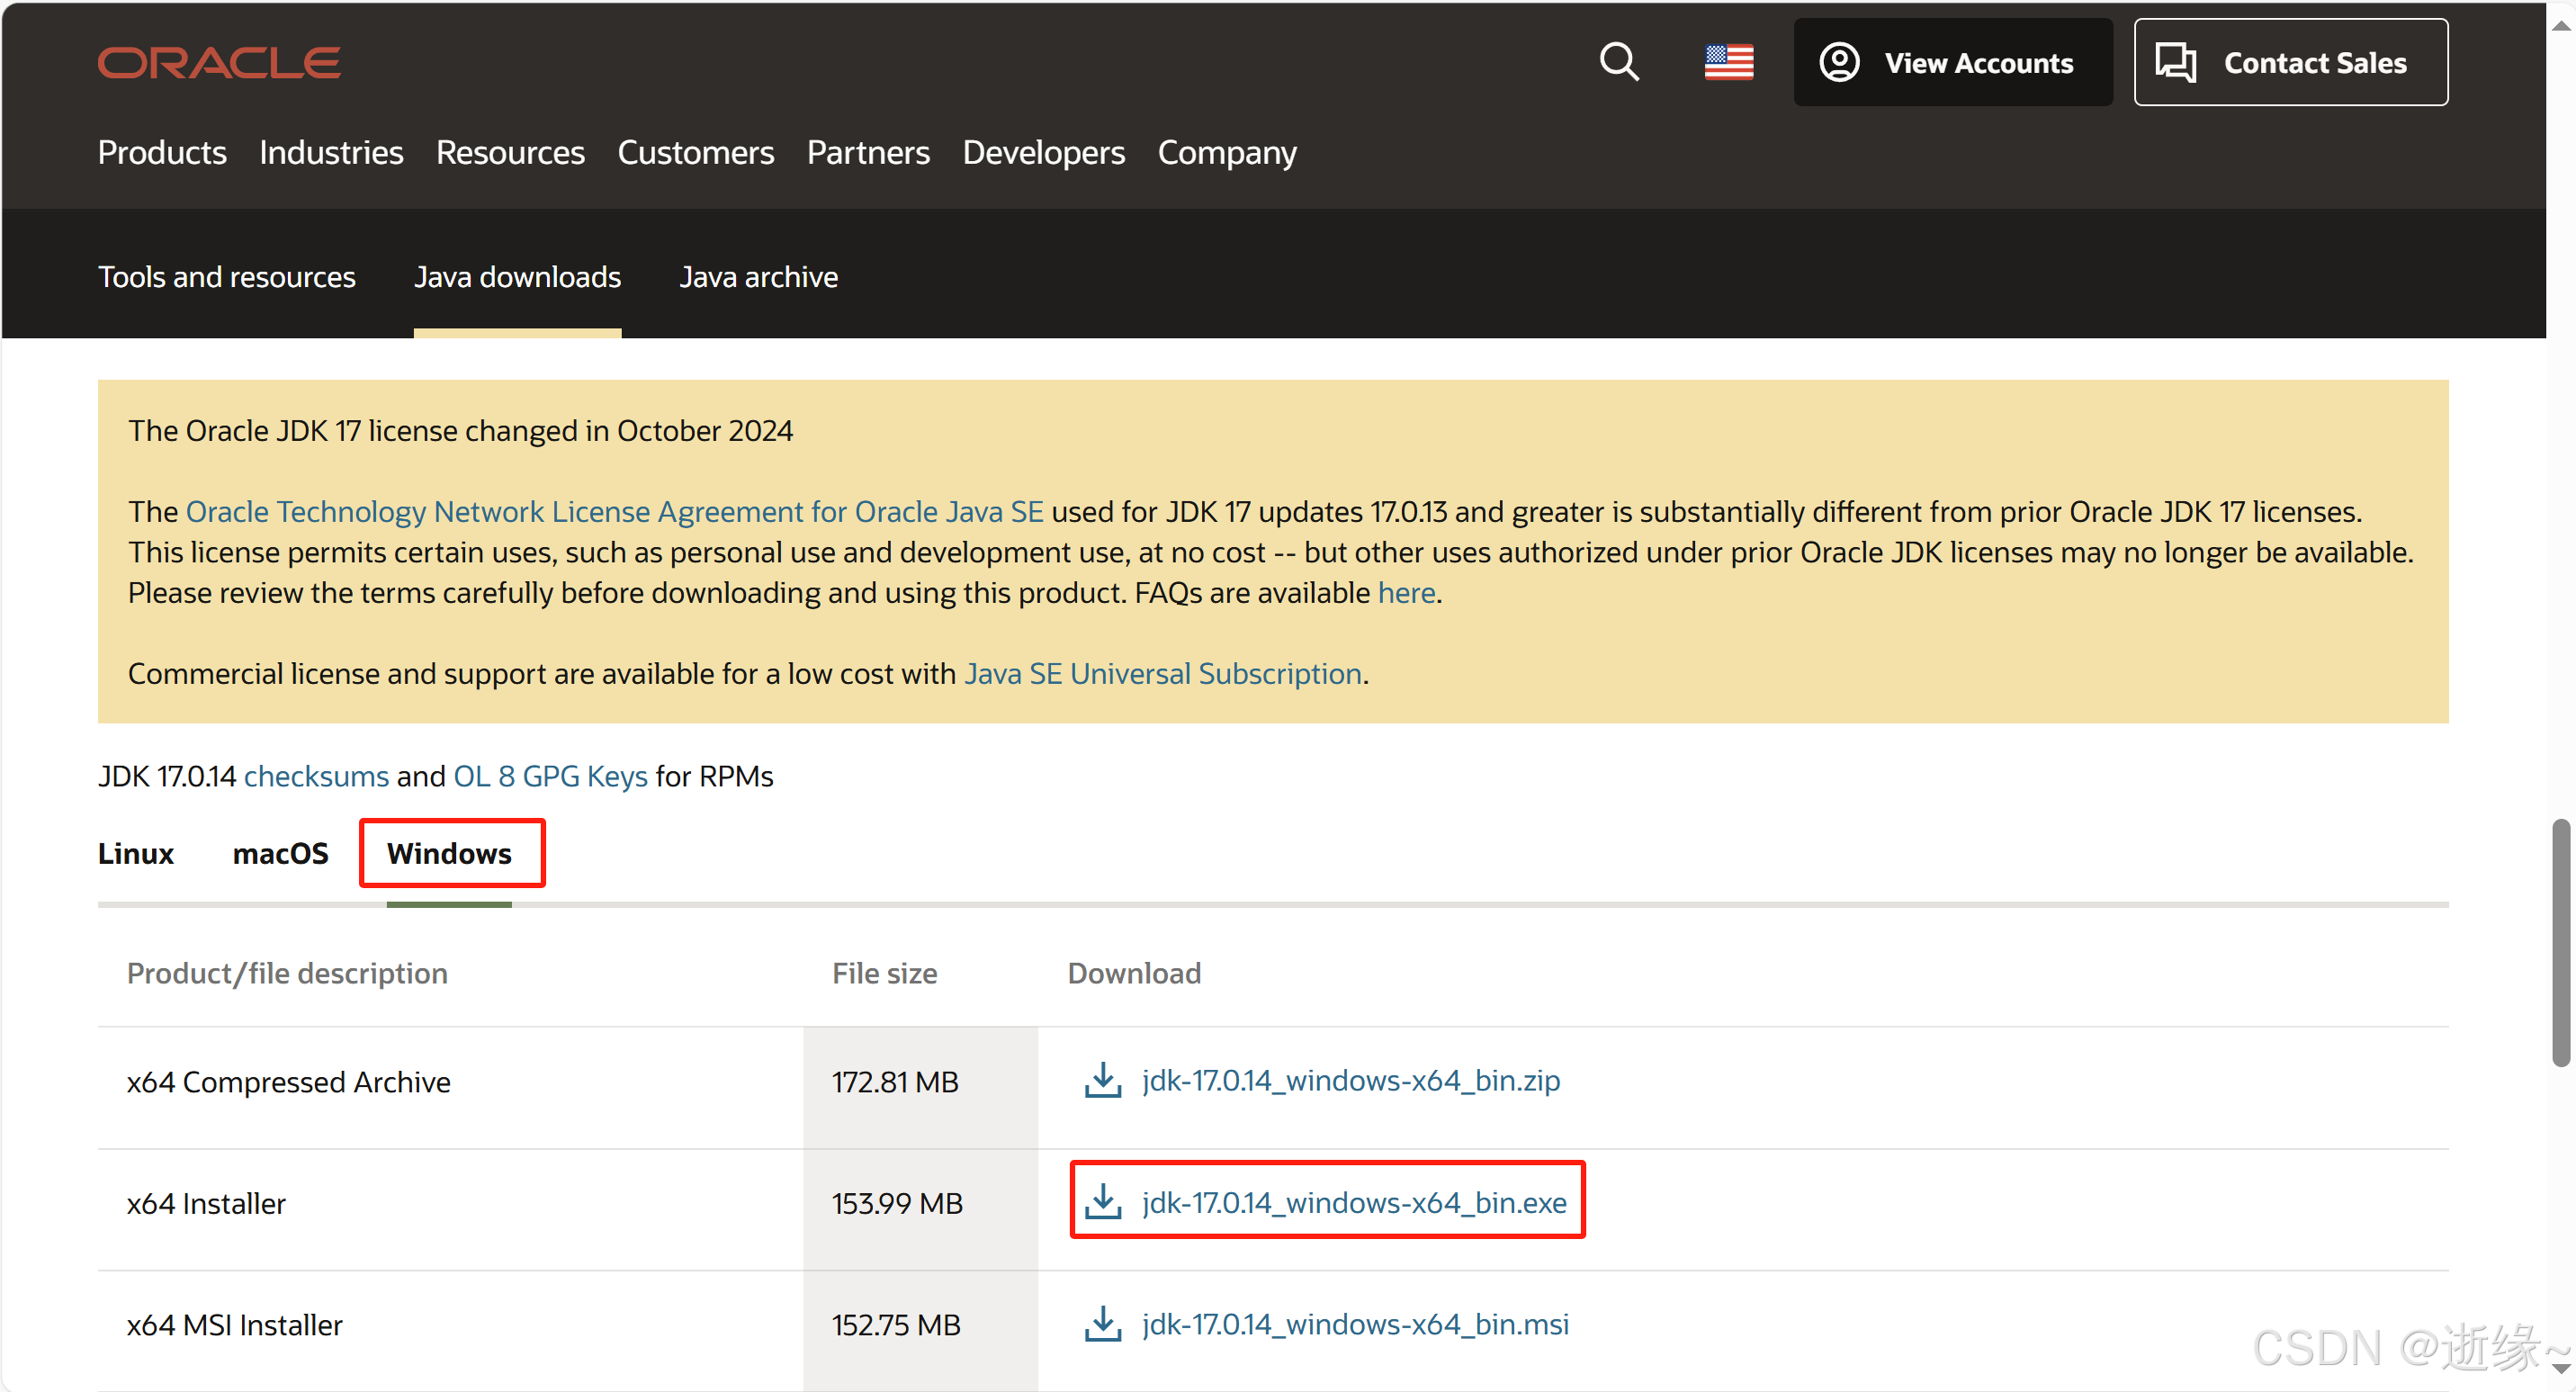 ORACLE
View Accounts
Contact Sales
Products Industries Resources Customers Partners Developers Company
Tools and resources Java downloads Java archive
The Oracle JDK 17 license changed in October 2024
The Oracle Technology Network License Agreement for Oracle Java SE used for JDK 17 updates 17.0.13 and greater is substantially different from prior Oracle JDK 17 licenses.
This license permits certain uses, such as personal use and development use, at no cost -- but other uses authorized under prior Oracle JDK licenses may no longer be available.
Please review the terms carefully before downloading and using this product. FAQs are available here.
Commercial license and support are available for a low cost with Java SE Universal Subscription.
JDK 17.0.14 checksums and OL 8 GPG Keys for RPMs
Linux macOS Windows
Product/file description File size Download
x64 Compressed Archive 172.81 MB jdk-17.0.14_windows-x64_bin.zip
x64 Installer 153.99 MB jdk-17.0.14_windows-x64_bin.exe
x64 MSI Installer 152.75 MB jdk-17.0.14_windows-x64_bin.msi
CSDN @逝缘~